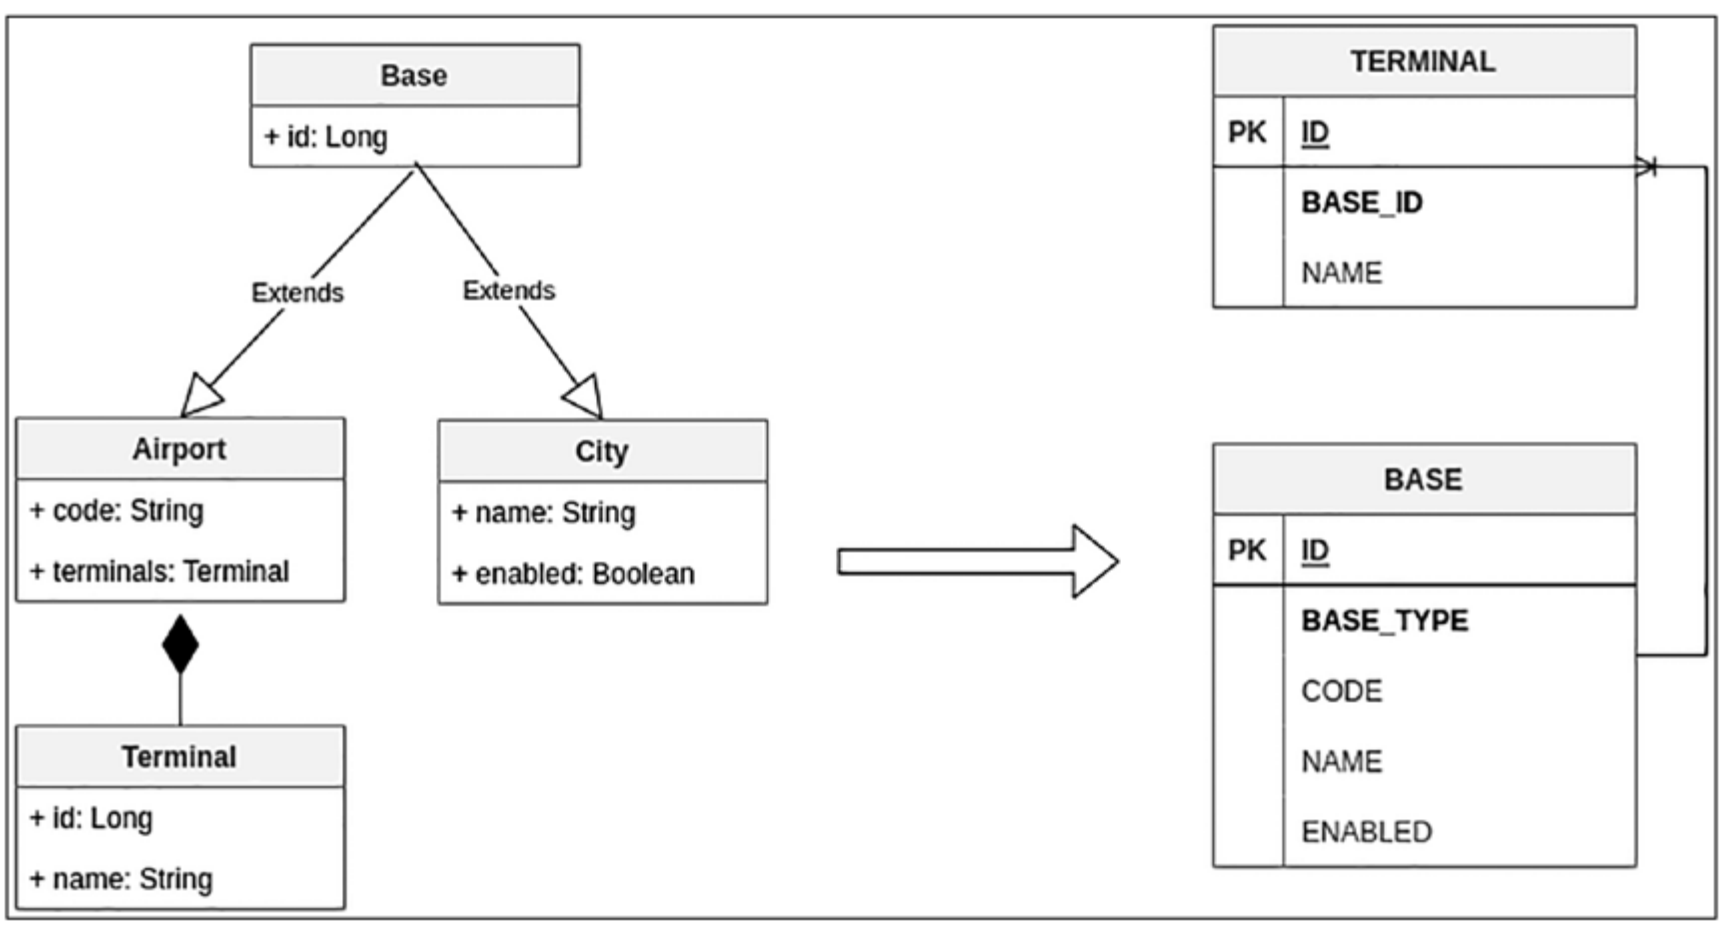 Base
+ id: Long
Extends
Extends
Airport
+ code: String
+ terminals: Terminal
City
+ name: String
+ enabled: Boolean
Terminal
+ id: Long
+ name: String
TERMINAL
PK ID
BASE_ID
NAME
BASE
PK ID
BASE_TYPE
CODE
NAME
ENABLED